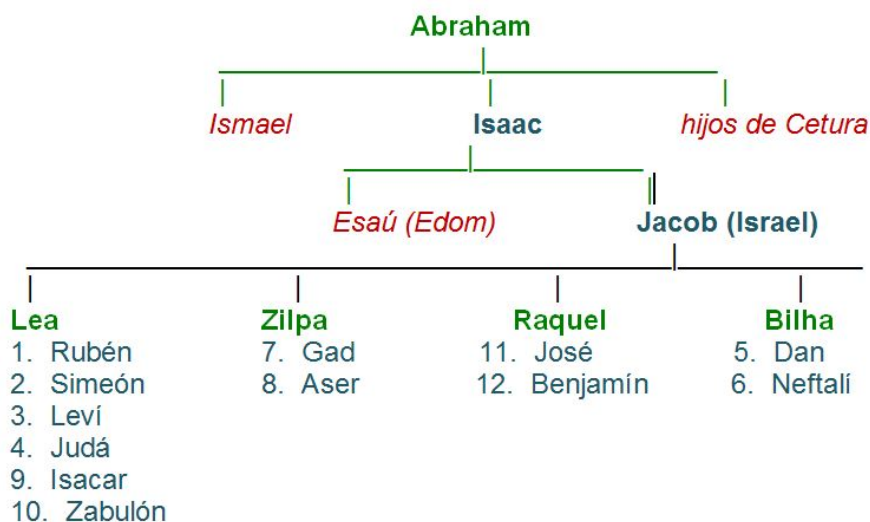 Abraham
Ismael Isaac hijos de Cetura
Esaú (Edom) Jacob (Israel)
Lea Zilpa Raquel Bilha
1. Rubén 7. Gad 11. José 5. Dan
2. Simeón 8. Aser 12. Benjamín 6. Neftalí
3. Leví
4. Judá
9. Isacar
10. Zabulón